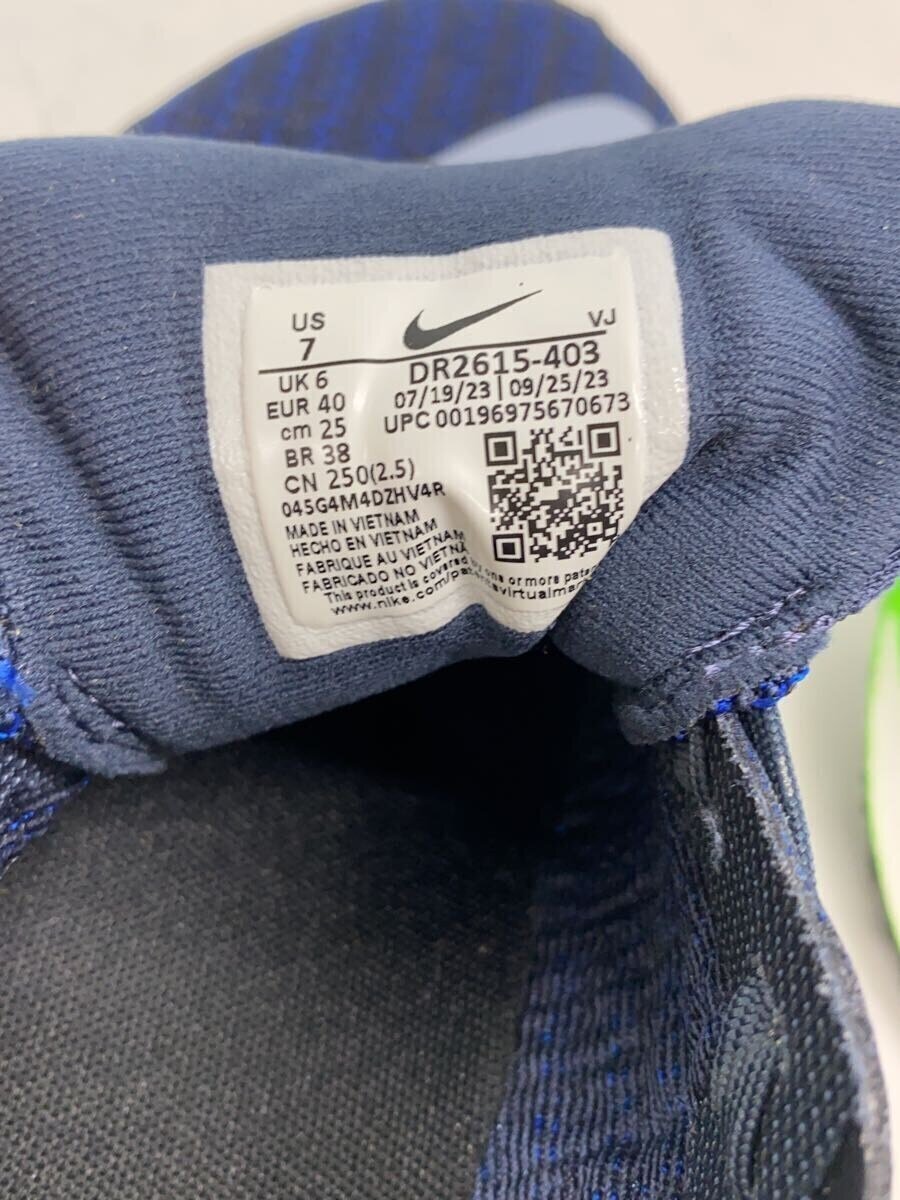 US
7
VJ
DR2615-403
07/19/23 | 09/25/23
UPC 00196975670673
UK 6
EUR 40
cm 25
BR 38
CN 250(2.5)
045G4M4DZHV4R
MADE IN VIETNAM
HECHO EN VIETNAM
FABRIQUE AU VIETNAM
FABRICADO NO VIETNA
This product is covered by one or more
www.nike.com/